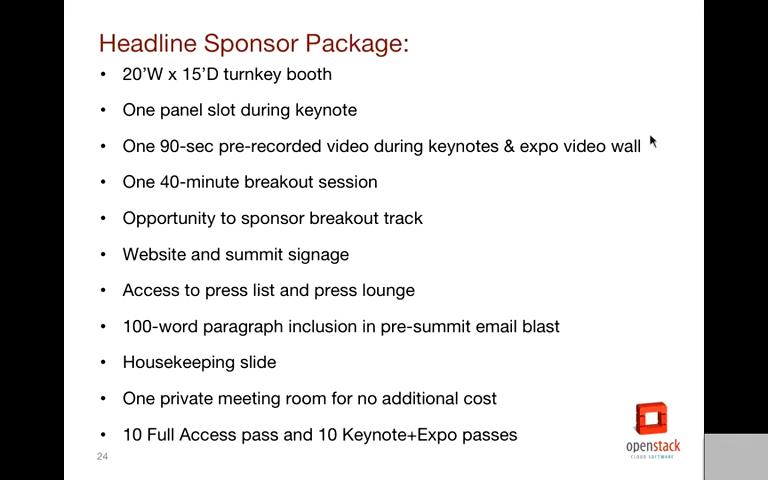 Headline Sponsor Package:
• 20’W x 15’D turnkey booth
• One panel slot during keynote
• One 90-sec pre-recorded video during keynotes & expo video wall
• One 40-minute breakout session
• Opportunity to sponsor breakout track
• Website and summit signage
• Access to press list and press lounge
• 100-word paragraph inclusion in pre-summit email blast
• Housekeeping slide
• One private meeting room for no additional cost
• 10 Full Access pass and 10 Keynote+Expo passes
24
openstack
CLOUD SOFTWARE